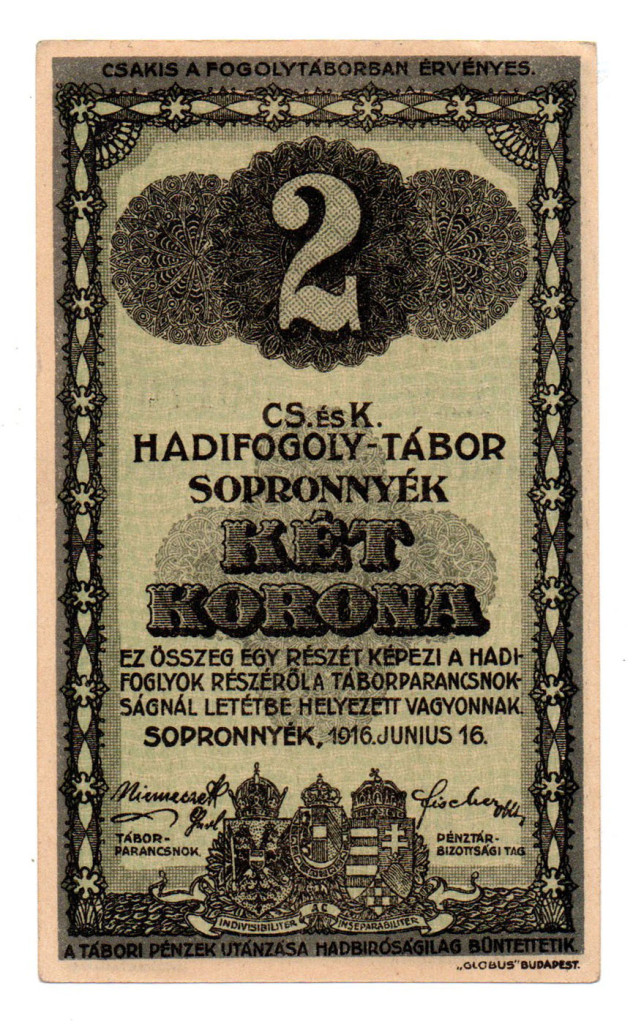 CSAKIS A FOGOLYTÁBORBAN ÉRVÉNYES.
2
CS. ÉS K.
HADIFOGOLY-TÁBOR
SOPRONNYÉK
KÉT
KORONA
EZ ÖSSZEG EGY RÉSZÉT KÉPEZI A HADI-
FOGLYOK RÉSZÉRŐL A TÁBORPARANCSNOK-
SÁGNÁL LETÉTBE HELYEZETT VAGYONNAK.
SOPRONNYÉK, 1916. JUNIUS 16.
TÁBOR-
PARANCSNOK.
PÉNZTÁR-
BIZOTTSÁGI TAG
INDIVISIBILITER AC INSEPARABILITER
A TÁBORI PÉNZEK UTÁNZÁSA HADBIRÓSÁGILAG BÜNTETTETIK.
„GLOBUS" BUDAPEST.